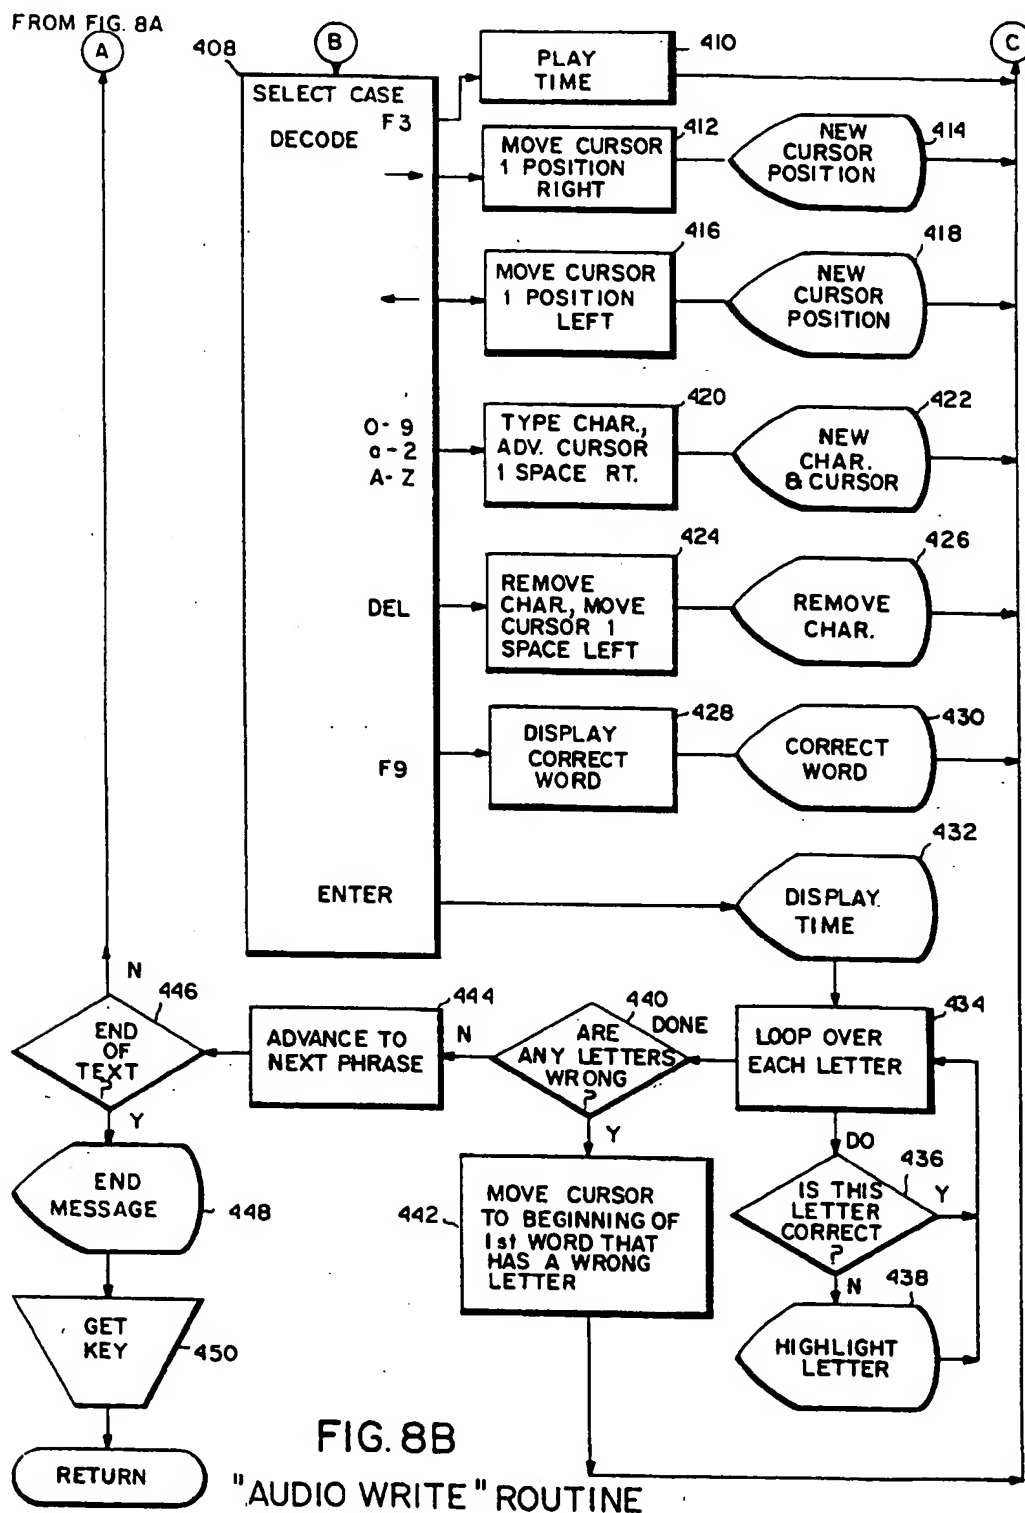 FROM FIG. 8A
A
B
C
408
SELECT CASE
DECODE
F3
PLAY
TIME
410
MOVE CURSOR
1 POSITION
RIGHT
412
NEW
CURSOR
POSITION
414
MOVE CURSOR
1 POSITION
LEFT
416
NEW
CURSOR
POSITION
418
0-9
a-2
A-Z
TYPE CHAR.,
ADV. CURSOR
1 SPACE RT.
420
NEW
CHAR.
& CURSOR
422
DEL
REMOVE
CHAR., MOVE
CURSOR 1
SPACE LEFT
424
REMOVE
CHAR.
426
F9
DISPLAY
CORRECT
WORD
428
CORRECT
WORD
430
ENTER
DISPLAY
TIME
432
LOOP OVER
EACH LETTER
434
DO
DONE
IS THIS
LETTER
CORRECT
?
436
Y
N
HIGHLIGHT
LETTER
438
ARE
ANY LETTERS
WRONG
?
440
N
Y
MOVE CURSOR
TO BEGINNING OF
1st WORD THAT
HAS A WRONG
LETTER
442
ADVANCE TO
NEXT PHRASE
444
END
OF
TEXT
?
446
N
Y
END
MESSAGE
448
GET
KEY
450
RETURN
FIG. 8B
"AUDIO WRITE" ROUTINE